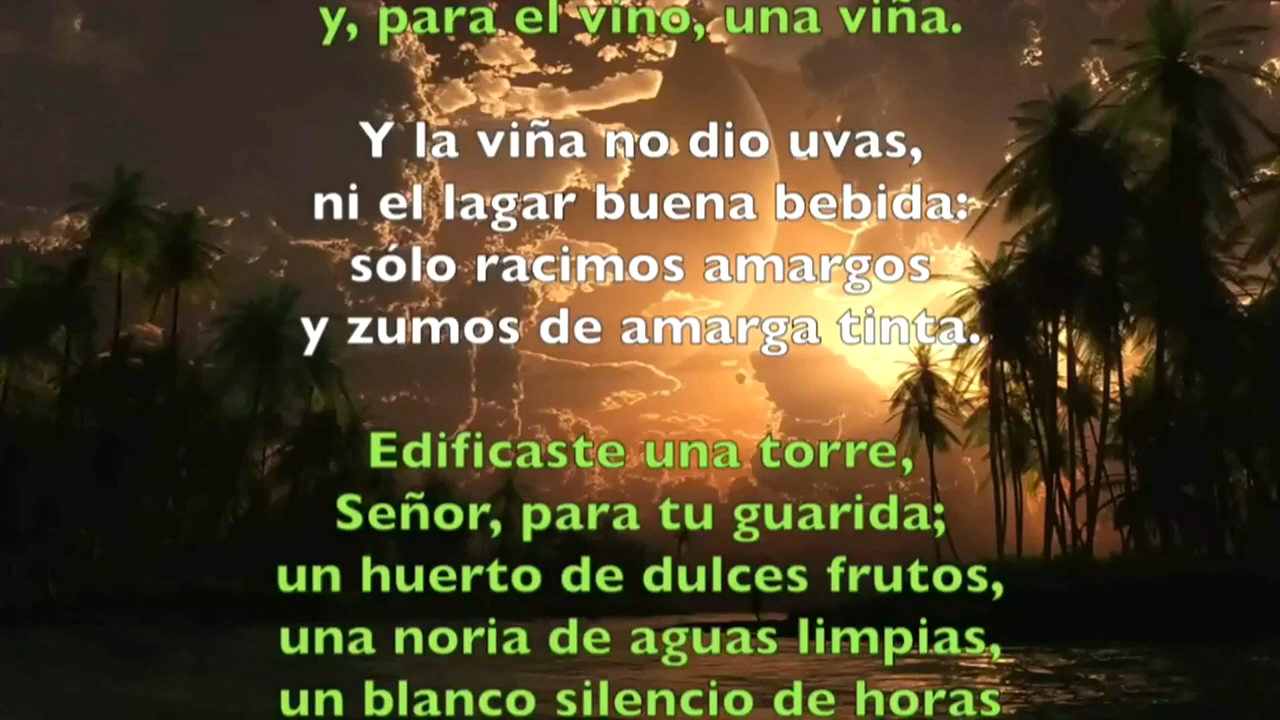 y, para el vino, una viña.
Y la viña no dio uvas,
ni el lagar buena bebida:
sólo racimos amargos
y zumos de amarga tinta.
Edificaste una torre,
Señor, para tu guarida;
un huerto de dulces frutos,
una noria de aguas limpias,
un blanco silencio de horas